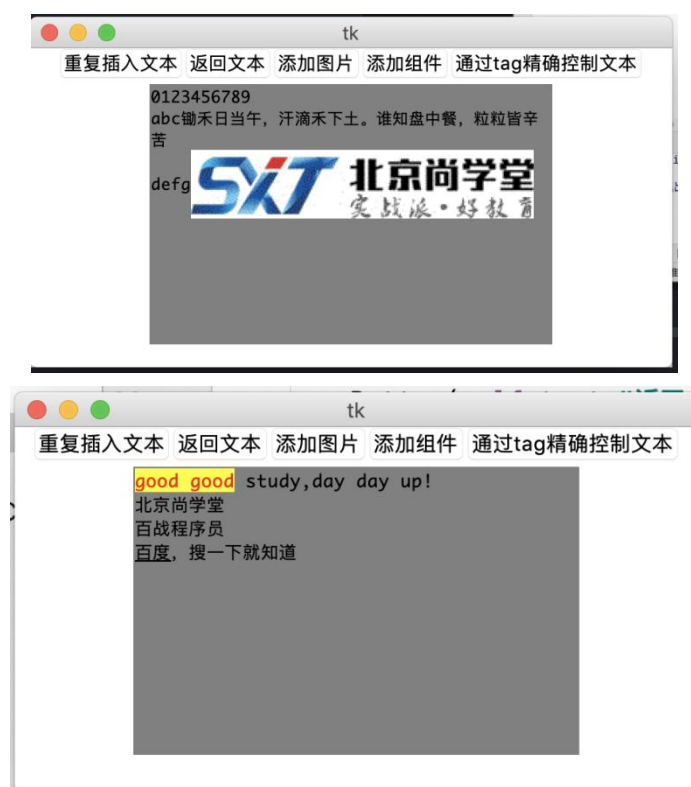 tk
重复插入文本 返回文本 添加图片 添加组件 通过tag精确控制文本
0123456789
abc锄禾日当午，汗滴禾下土。谁知盘中餐，粒粒皆辛
苦
defg
SXT 北京尚学堂
实战派·好教育
tk
重复插入文本 返回文本 添加图片 添加组件 通过tag精确控制文本
good good study,day day up!
北京尚学堂
百战程序员
百度，搜一下就知道